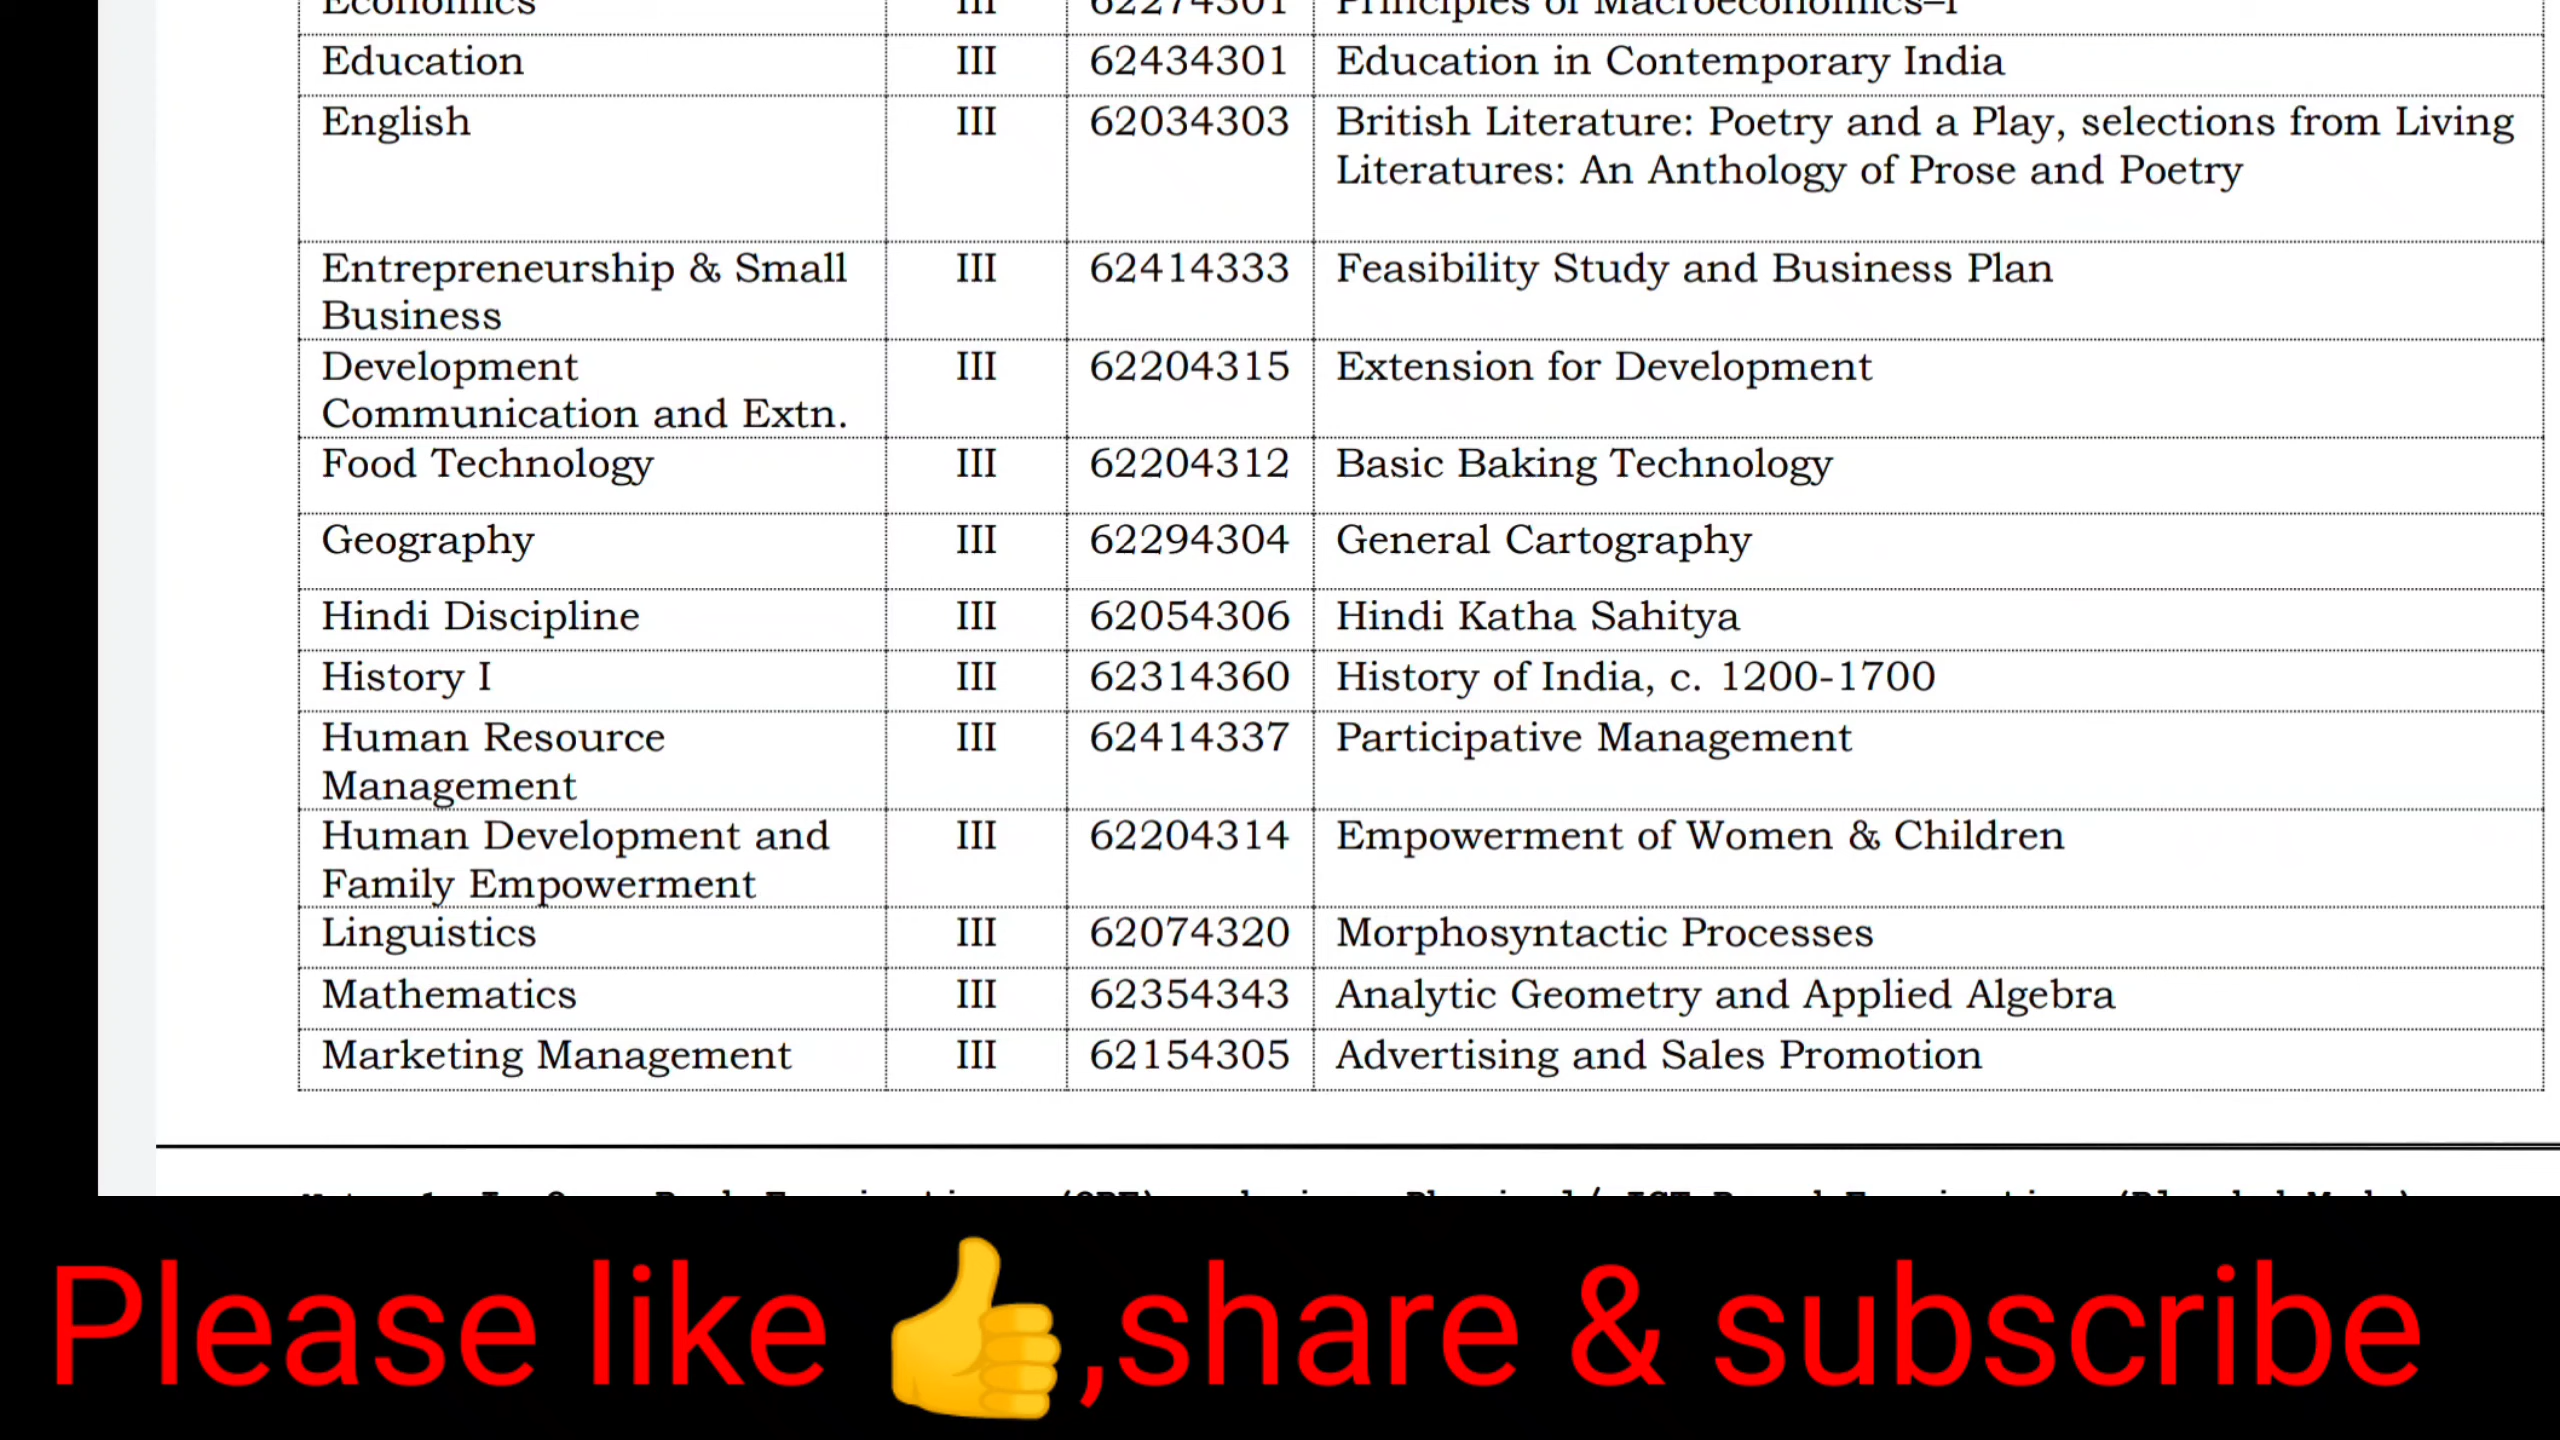 Economics III 62274301 Principles of Macroeconomics–I
Education III 62434301 Education in Contemporary India
English III 62034303 British Literature: Poetry and a Play, selections from Living
Literatures: An Anthology of Prose and Poetry
Entrepreneurship & Small III 62414333 Feasibility Study and Business Plan
Business
Development III 62204315 Extension for Development
Communication and Extn.
Food Technology III 62204312 Basic Baking Technology
Geography III 62294304 General Cartography
Hindi Discipline III 62054306 Hindi Katha Sahitya
History I III 62314360 History of India, c. 1200-1700
Human Resource III 62414337 Participative Management
Management
Human Development and III 62204314 Empowerment of Women & Children
Family Empowerment
Linguistics III 62074320 Morphosyntactic Processes
Mathematics III 62354343 Analytic Geometry and Applied Algebra
Marketing Management III 62154305 Advertising and Sales Promotion
Please like 👍,share & subscribe